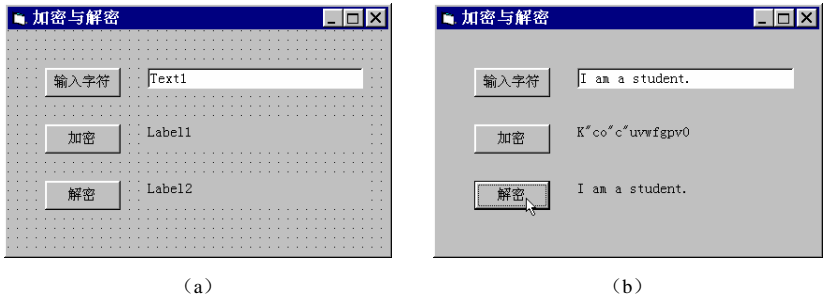 加密与解密
输入字符 Text1
加密 Label1
解密 Label2
(a)
加密与解密
输入字符 I am a student.
加密 K"co"c"uvwfgpv0
解密 I am a student.
(b)